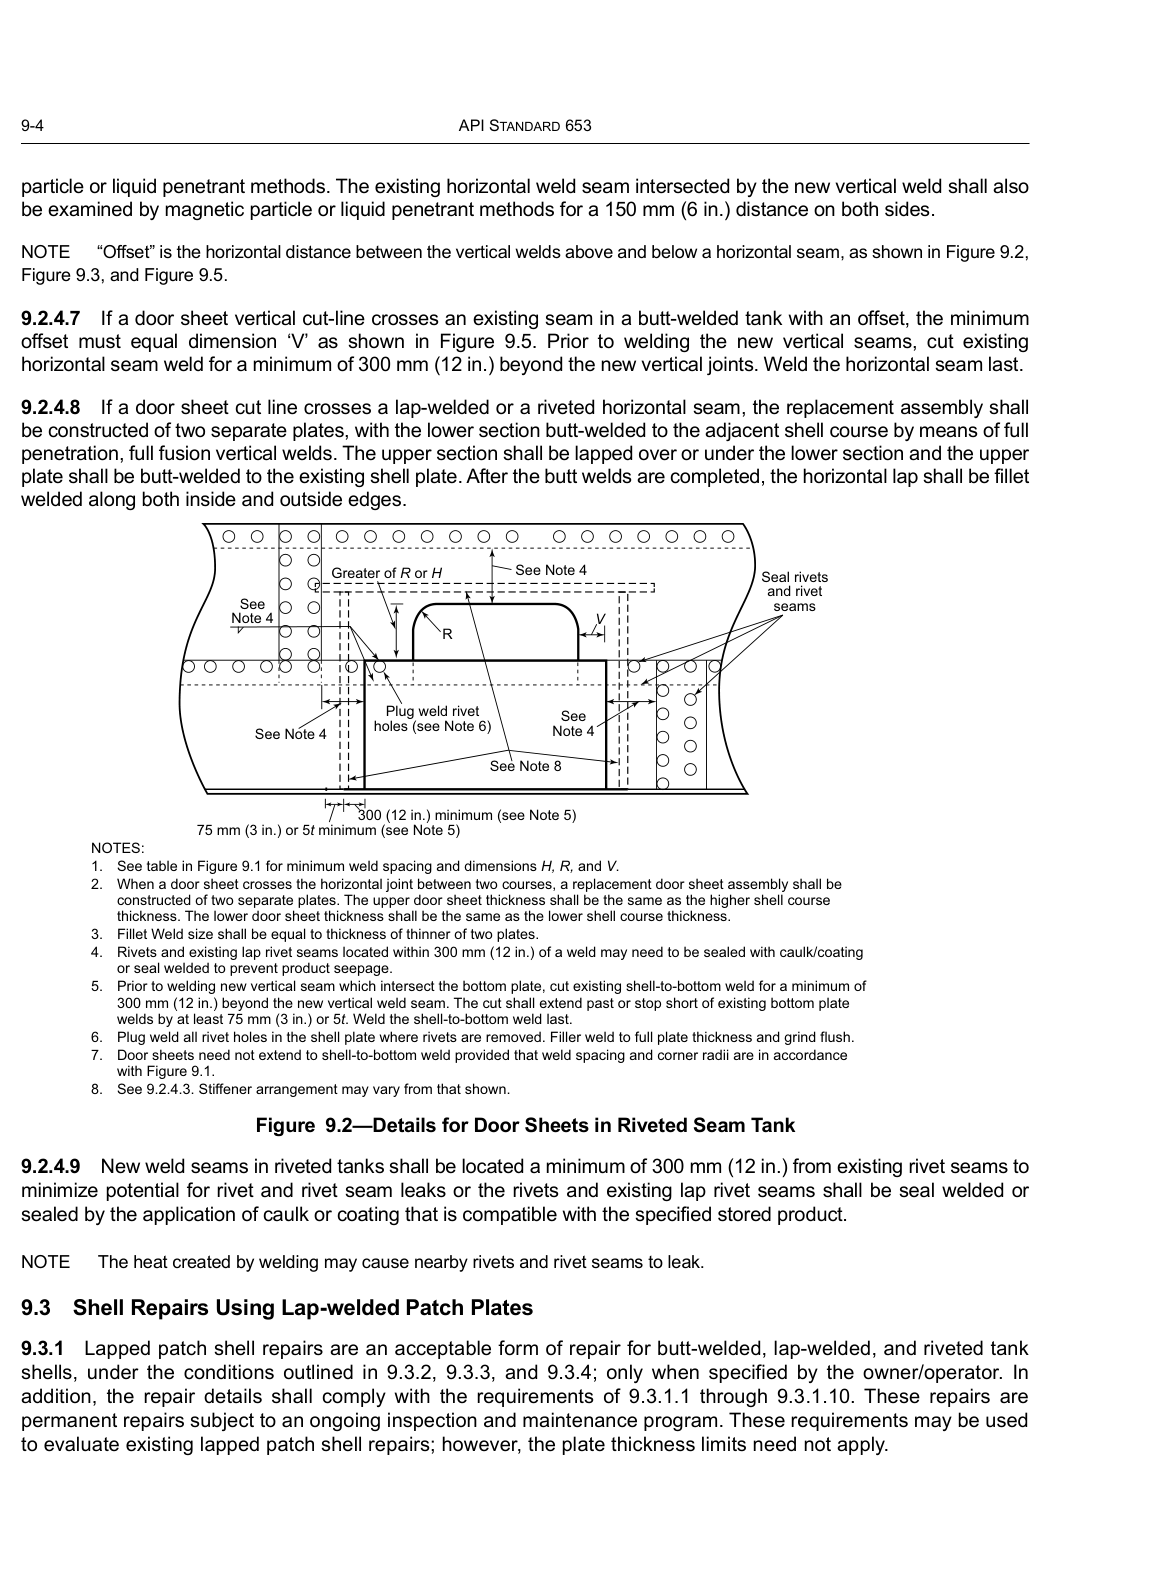 9-4 API STANDARD 653
particle or liquid penetrant methods. The existing horizontal weld seam intersected by the new vertical weld shall also
be examined by magnetic particle or liquid penetrant methods for a 150 mm (6 in.) distance on both sides.
NOTE “Offset” is the horizontal distance between the vertical welds above and below a horizontal seam, as shown in Figure 9.2,
Figure 9.3, and Figure 9.5.
9.2.4.7 If a door sheet vertical cut-line crosses an existing seam in a butt-welded tank with an offset, the minimum
offset must equal dimension ‘V’ as shown in Figure 9.5. Prior to welding the new vertical seams, cut existing
horizontal seam weld for a minimum of 300 mm (12 in.) beyond the new vertical joints. Weld the horizontal seam last.
9.2.4.8 If a door sheet cut line crosses a lap-welded or a riveted horizontal seam, the replacement assembly shall
be constructed of two separate plates, with the lower section butt-welded to the adjacent shell course by means of full
penetration, full fusion vertical welds. The upper section shall be lapped over or under the lower section and the upper
plate shall be butt-welded to the existing shell plate. After the butt welds are completed, the horizontal lap shall be fillet
welded along both inside and outside edges.
Greater of R or H
See Note 4
Seal rivets
and rivet
seams
See
Note 4
R
V
Plug weld rivet
holes (see Note 6)
See Note 4
See
Note 4
See Note 8
300 (12 in.) minimum (see Note 5)
75 mm (3 in.) or 5t minimum (see Note 5)
NOTES:
1. See table in Figure 9.1 for minimum weld spacing and dimensions H, R, and V.
2. When a door sheet crosses the horizontal joint between two courses, a replacement door sheet assembly shall be
constructed of two separate plates. The upper door sheet thickness shall be the same as the higher shell course
thickness. The lower door sheet thickness shall be the same as the lower shell course thickness.
3. Fillet Weld size shall be equal to thickness of thinner of two plates.
4. Rivets and existing lap rivet seams located within 300 mm (12 in.) of a weld may need to be sealed with caulk/coating
or seal welded to prevent product seepage.
5. Prior to welding new vertical seam which intersect the bottom plate, cut existing shell-to-bottom weld for a minimum of
300 mm (12 in.) beyond the new vertical weld seam. The cut shall extend past or stop short of existing bottom plate
welds by at least 75 mm (3 in.) or 5t. Weld the shell-to-bottom weld last.
6. Plug weld all rivet holes in the shell plate where rivets are removed. Filler weld to full plate thickness and grind flush.
7. Door sheets need not extend to shell-to-bottom weld provided that weld spacing and corner radii are in accordance
with Figure 9.1.
8. See 9.2.4.3. Stiffener arrangement may vary from that shown.
Figure 9.2—Details for Door Sheets in Riveted Seam Tank
9.2.4.9 New weld seams in riveted tanks shall be located a minimum of 300 mm (12 in.) from existing rivet seams to
minimize potential for rivet and rivet seam leaks or the rivets and existing lap rivet seams shall be seal welded or
sealed by the application of caulk or coating that is compatible with the specified stored product.
NOTE The heat created by welding may cause nearby rivets and rivet seams to leak.
9.3 Shell Repairs Using Lap-welded Patch Plates
9.3.1 Lapped patch shell repairs are an acceptable form of repair for butt-welded, lap-welded, and riveted tank
shells, under the conditions outlined in 9.3.2, 9.3.3, and 9.3.4; only when specified by the owner/operator. In
addition, the repair details shall comply with the requirements of 9.3.1.1 through 9.3.1.10. These repairs are
permanent repairs subject to an ongoing inspection and maintenance program. These requirements may be used
to evaluate existing lapped patch shell repairs; however, the plate thickness limits need not apply.